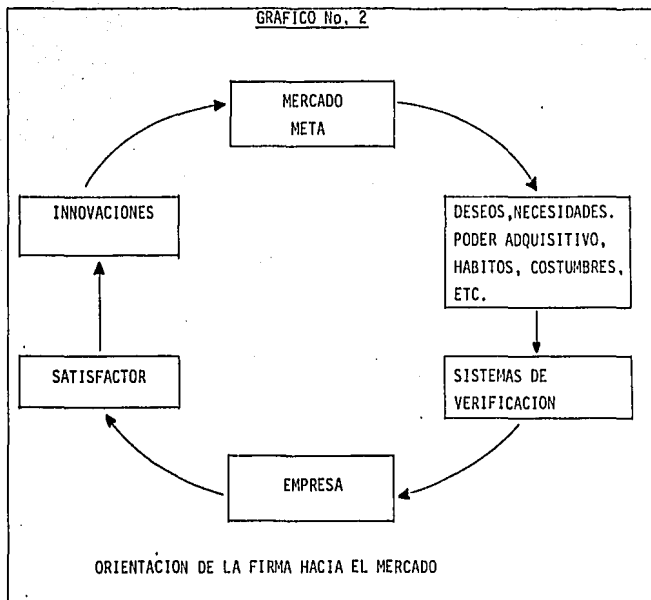 GRAFICO No. 2
MERCADO
META
DESEOS,NECESIDADES.
PODER ADQUISITIVO,
HABITOS, COSTUMBRES,
ETC.
SISTEMAS DE
VERIFICACION
EMPRESA
SATISFACTOR
INNOVACIONES
ORIENTACION DE LA FIRMA HACIA EL MERCADO